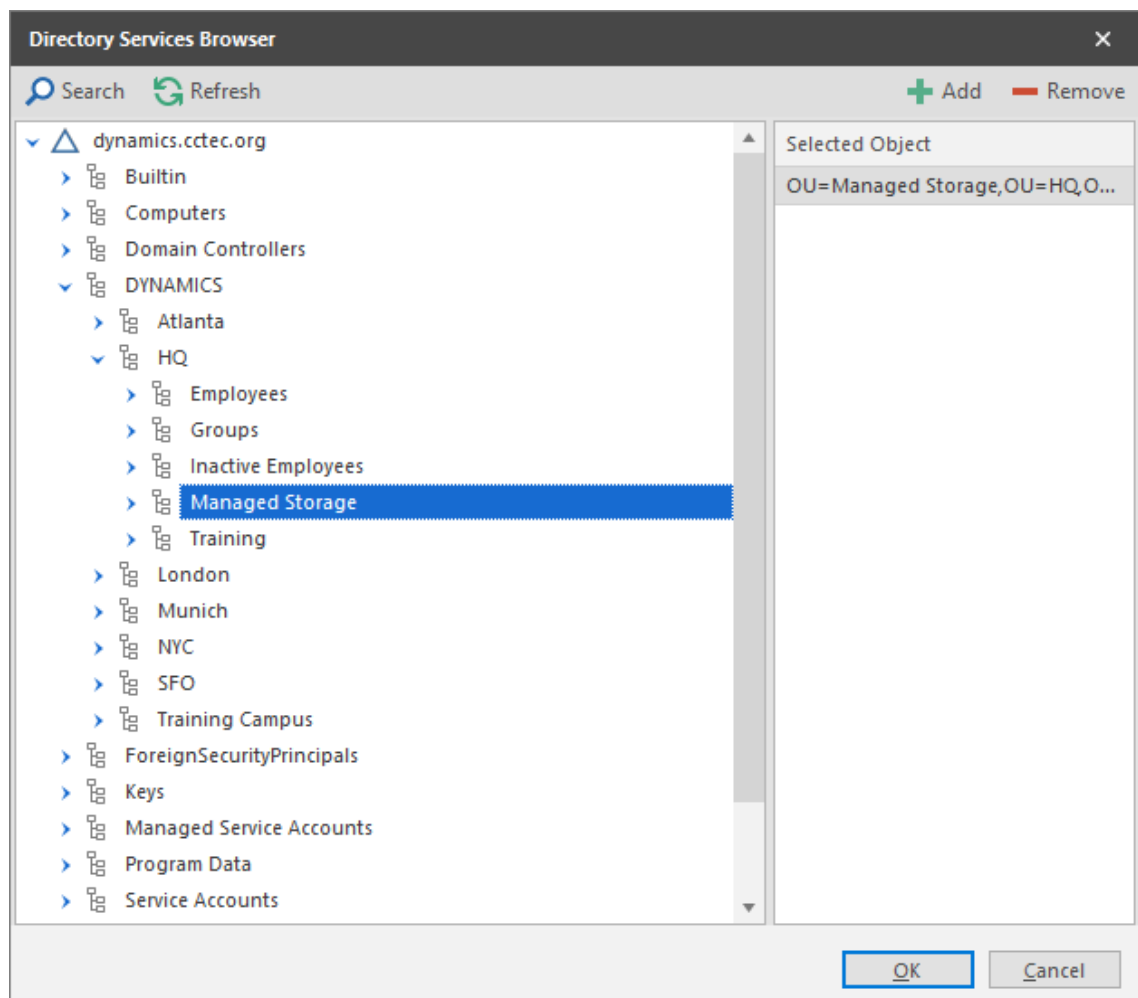 Directory Services Browser
Search Refresh Add Remove
dynamics.cctec.org
Builtin
Computers
Domain Controllers
DYNAMICS
Atlanta
HQ
Employees
Groups
Inactive Employees
Managed Storage
Training
London
Munich
NYC
SFO
Training Campus
ForeignSecurityPrincipals
Keys
Managed Service Accounts
Program Data
Service Accounts
Selected Object
OU=Managed Storage,OU=HQ,O...
OK Cancel